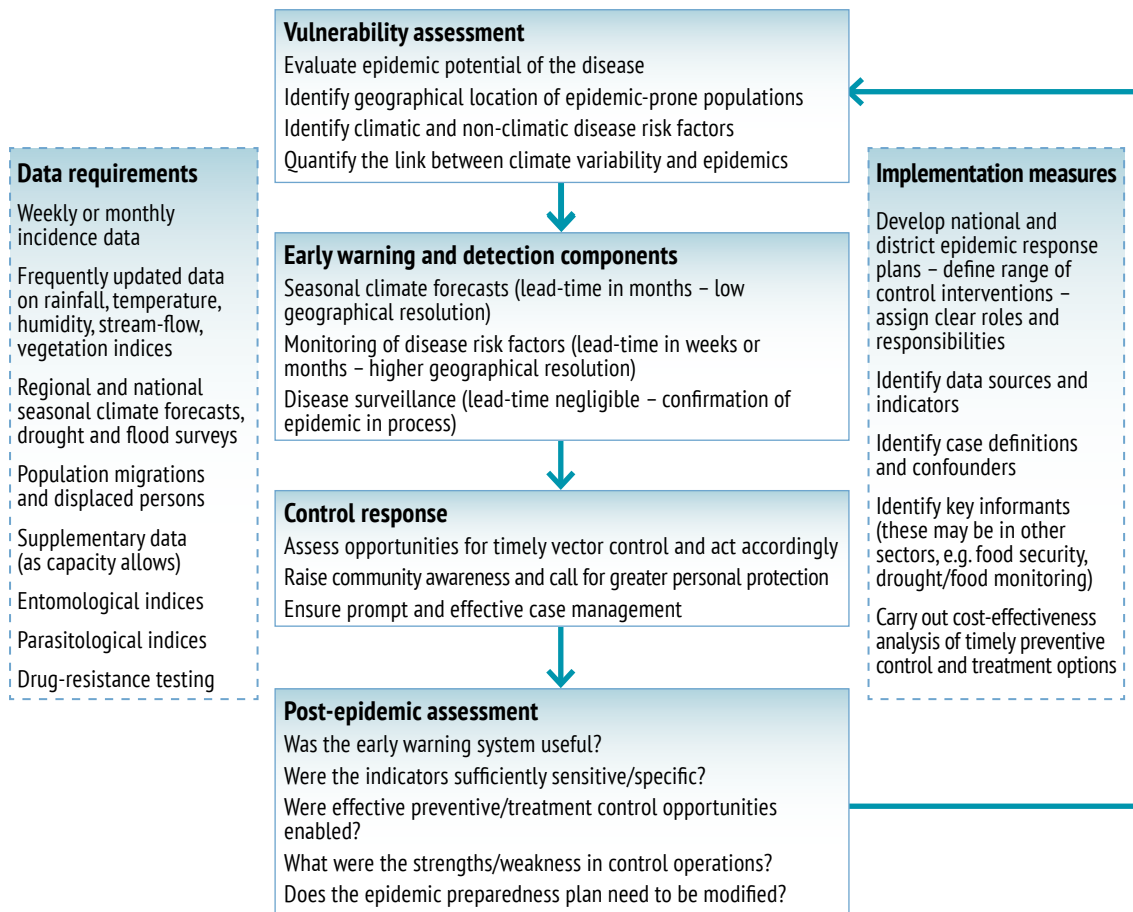 Vulnerability assessment
Evaluate epidemic potential of the disease
Identify geographical location of epidemic-prone populations
Identify climatic and non-climatic disease risk factors
Quantify the link between climate variability and epidemics
Data requirements
Weekly or monthly
incidence data
Frequently updated data
on rainfall, temperature,
humidity, stream-flow,
vegetation indices
Regional and national
seasonal climate forecasts,
drought and flood surveys
Population migrations
and displaced persons
Supplementary data
(as capacity allows)
Entomological indices
Parasitological indices
Drug-resistance testing
Early warning and detection components
Seasonal climate forecasts (lead-time in months – low
geographical resolution)
Monitoring of disease risk factors (lead-time in weeks or
months – higher geographical resolution)
Disease surveillance (lead-time negligible – confirmation of
epidemic in process)
Control response
Assess opportunities for timely vector control and act accordingly
Raise community awareness and call for greater personal protection
Ensure prompt and effective case management
Post-epidemic assessment
Was the early warning system useful?
Were the indicators sufficiently sensitive/specific?
Were effective preventive/treatment control opportunities
enabled?
What were the strengths/weakness in control operations?
Does the epidemic preparedness plan need to be modified?
Implementation measures
Develop national and
district epidemic response
plans – define range of
control interventions –
assign clear roles and
responsibilities
Identify data sources and
indicators
Identify case definitions
and confounders
Identify key informants
(these may be in other
sectors, e.g. food security,
drought/food monitoring)
Carry out cost-effectiveness
analysis of timely preventive
control and treatment options